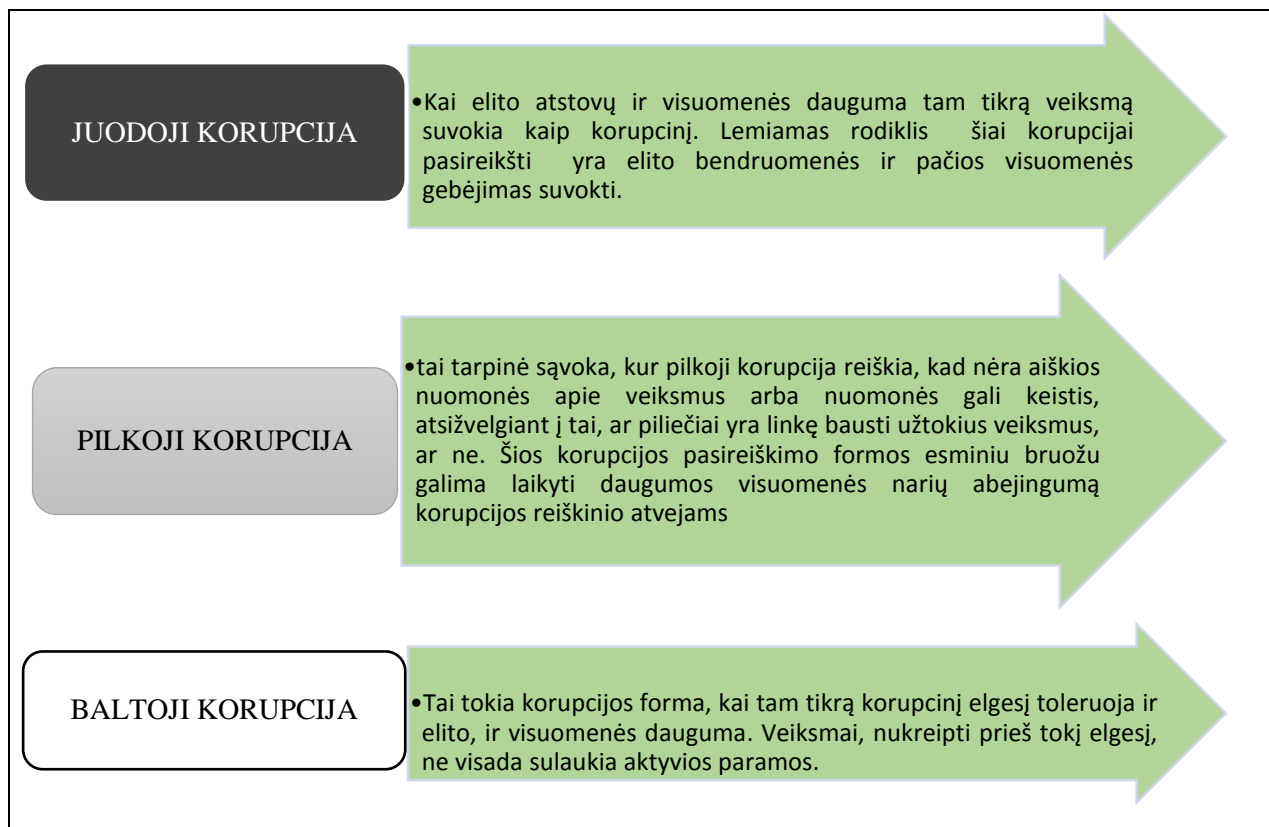 JUODOJI KORUPCIJA
•Kai elito atstovų ir visuomenės dauguma tam tikrą veiksmą
suvokia kaip korupcinį. Lemiamas rodiklis šiai korupcijai
pasireikšti yra elito bendruomenės ir pačios visuomenės
gebėjimas suvokti.
PILKOJI KORUPCIJA
•tai tarpinė sąvoka, kur pilkoji korupcija reiškia, kad nėra aiškios
nuomonės apie veiksmus arba nuomonės gali keistis,
atsižvelgiant į tai, ar piliečiai yra linkę bausti užtokius veiksmus,
ar ne. Šios korupcijos pasireiškimo formos esminiu bruožu
galima laikyti daugumos visuomenės narių abejingumą
korupcijos reiškinio atvejams
BALTOJI KORUPCIJA
•Tai tokia korupcijos forma, kai tam tikrą korupcinį elgesį toleruoja ir
elito, ir visuomenės dauguma. Veiksmai, nukreipti prieš tokį elgesį,
ne visada sulaukia aktyvios paramos.